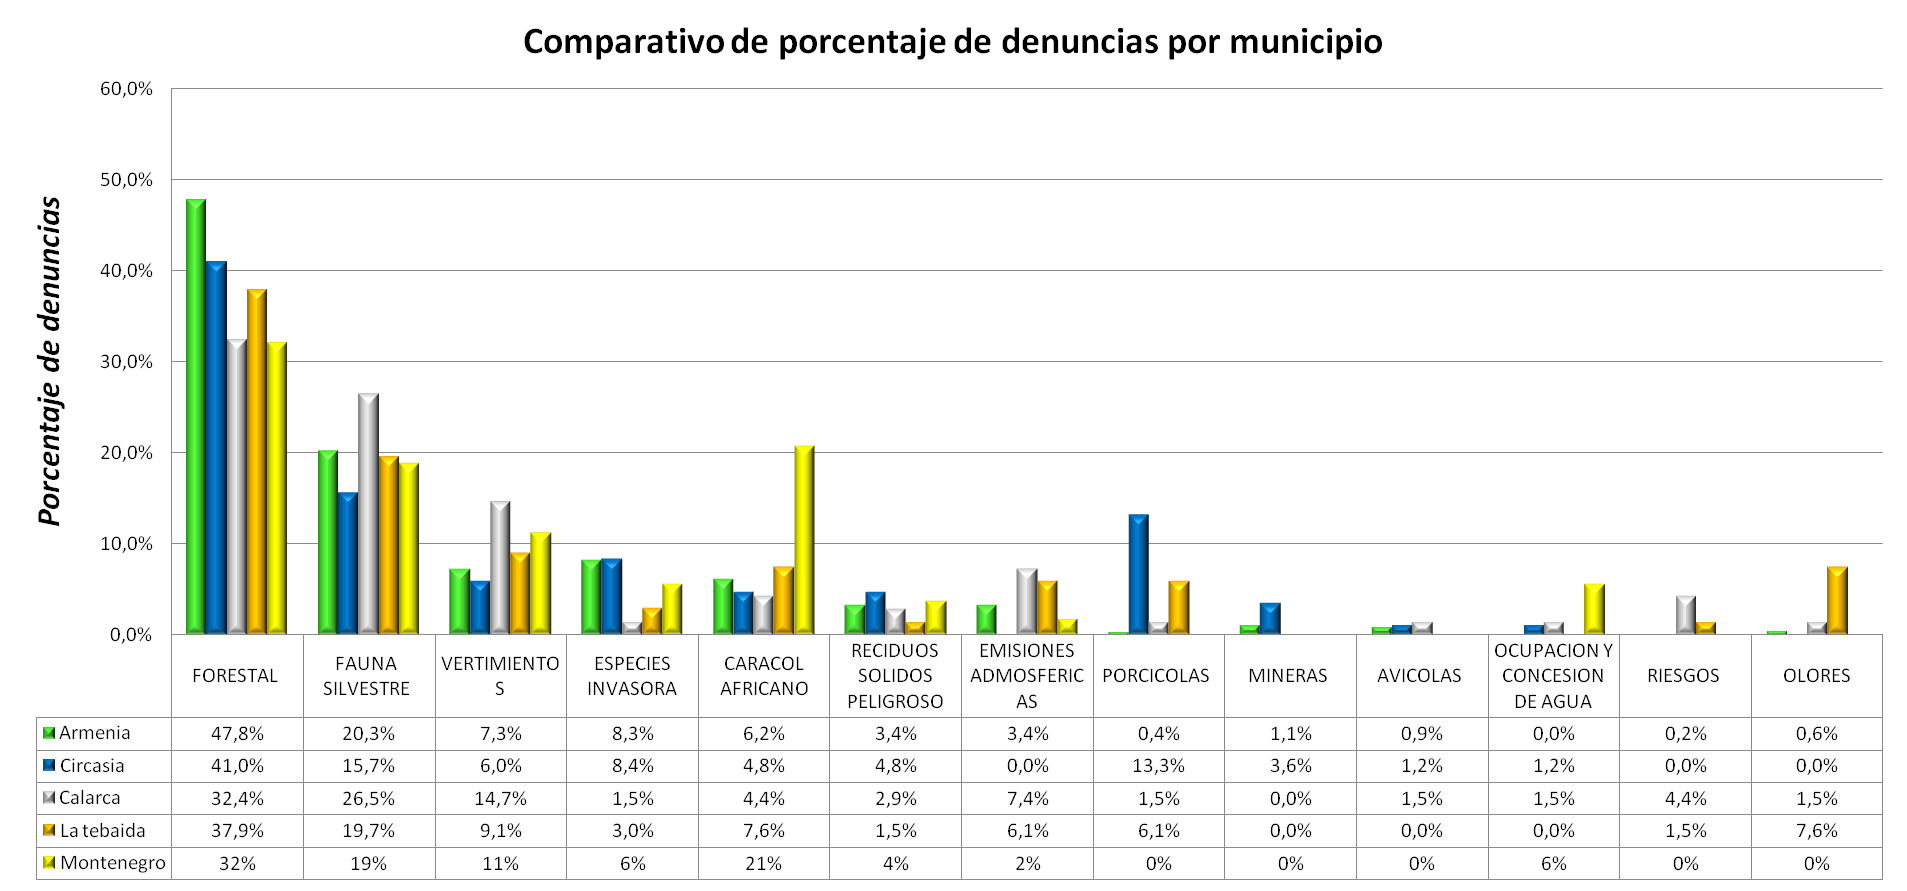 Comparativo de porcentaje de denuncias por municipio
Porcentaje de denuncias
60,0%
50,0%
40,0%
30,0%
20,0%
10,0%
0,0%
FORESTAL
FAUNA
SILVESTRE
VERTIMIENTO
S
ESPECIES
INVASORA
CARACOL
AFRICANO
RECIDUOS
SOLIDOS
PELIGROSO
EMISIONES
ADMOSFERIC
AS
PORCICOLAS
MINERAS
AVICOLAS
OCUPACION Y
CONCESION
DE AGUA
RIESGOS
OLORES
Armenia 47,8% 20,3% 7,3% 8,3% 6,2% 3,4% 3,4% 0,4% 1,1% 0,9% 0,0% 0,2% 0,6%
Circasia 41,0% 15,7% 6,0% 8,4% 4,8% 4,8% 0,0% 13,3% 3,6% 1,2% 1,2% 0,0% 0,0%
Calarca 32,4% 26,5% 14,7% 1,5% 4,4% 2,9% 7,4% 1,5% 0,0% 1,5% 1,5% 4,4% 1,5%
La tebaida 37,9% 19,7% 9,1% 3,0% 7,6% 1,5% 6,1% 6,1% 0,0% 0,0% 0,0% 1,5% 7,6%
Montenegro 32% 19% 11% 6% 21% 4% 2% 0% 0% 0% 6% 0% 0%